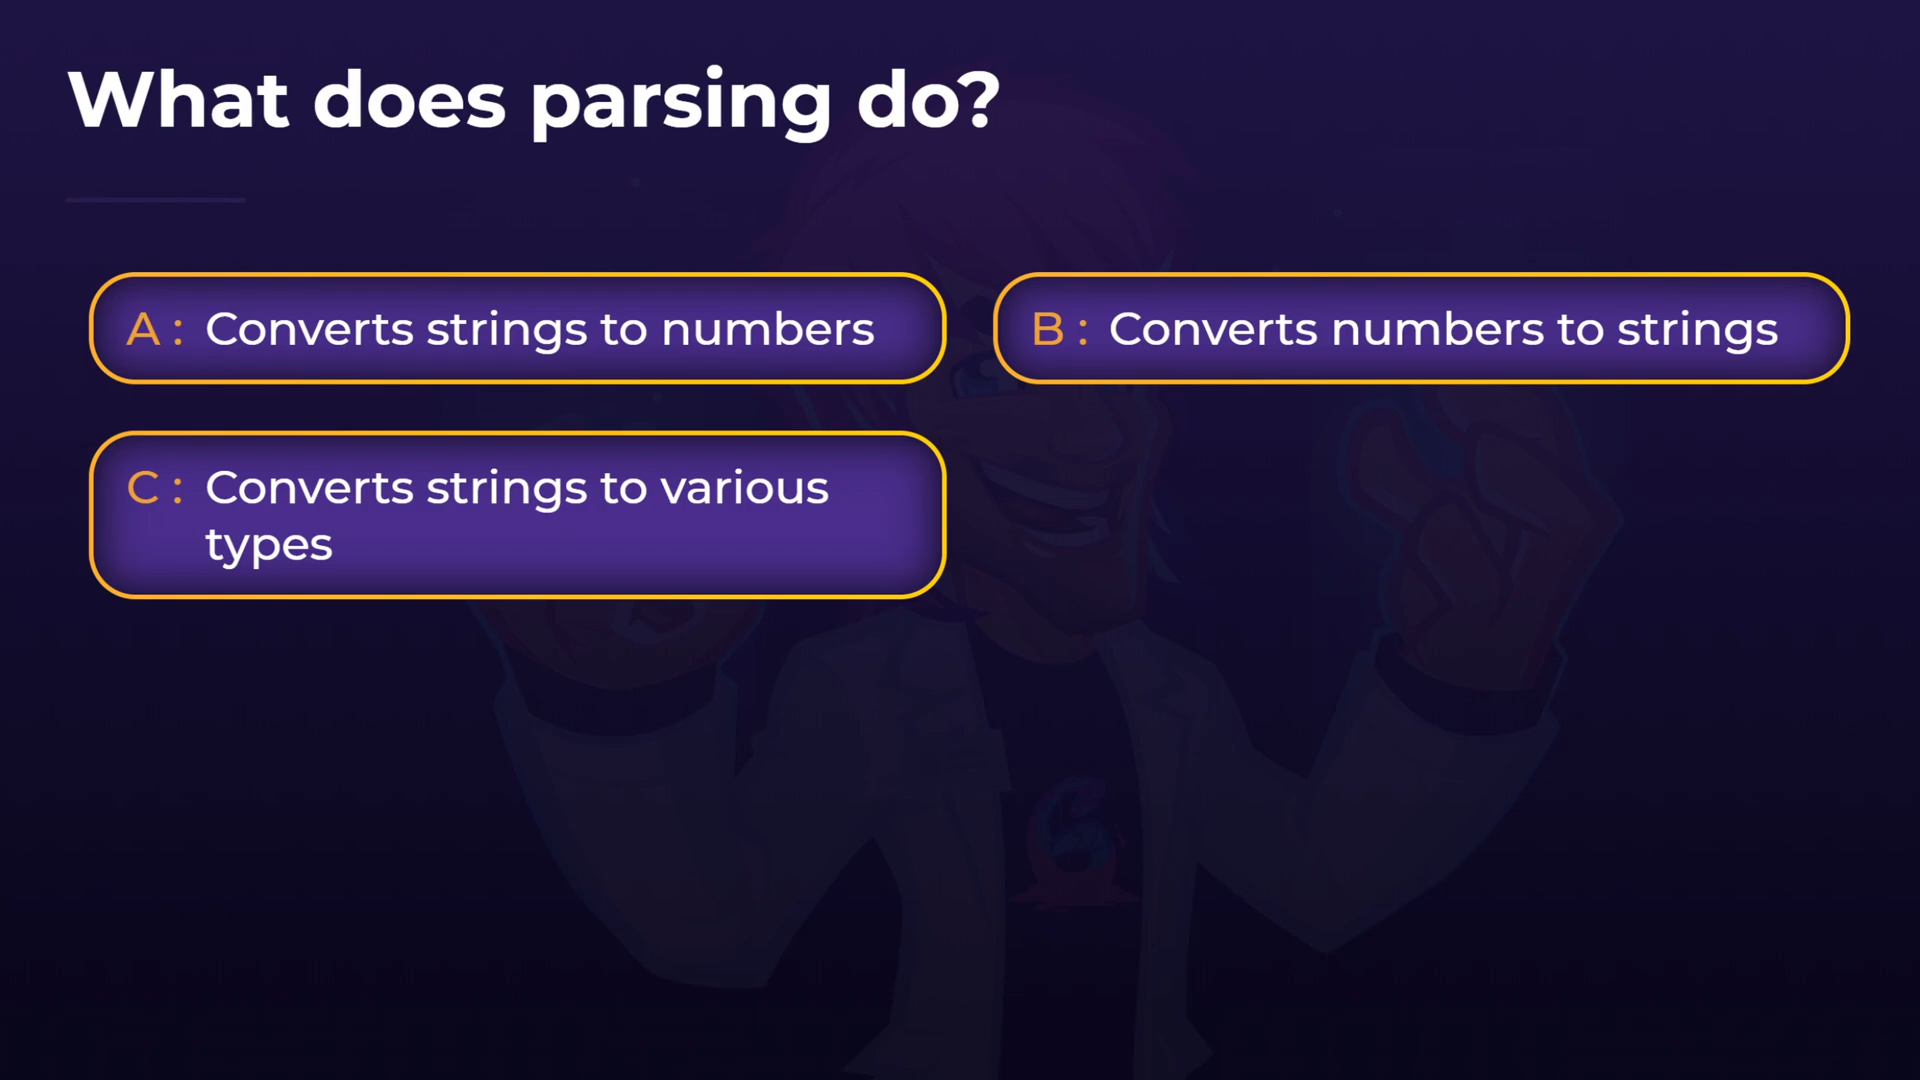 What does parsing do?
A : Converts strings to numbers
B : Converts numbers to strings
C : Converts strings to various
types